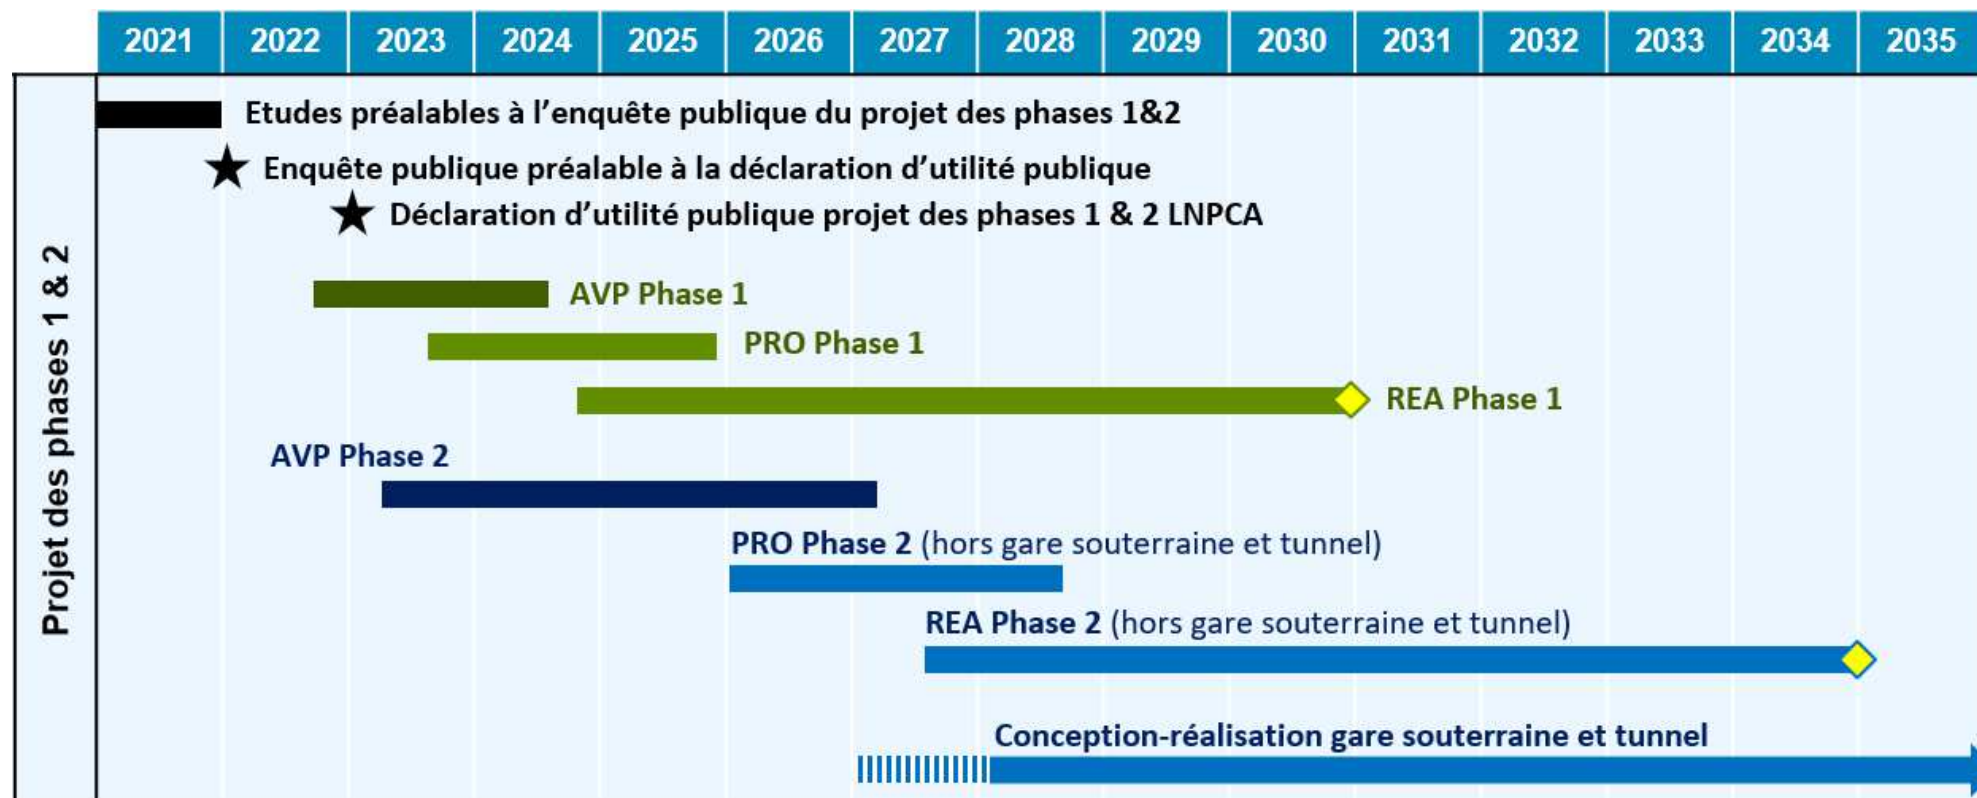 2021 2022 2023 2024 2025 2026 2027 2028 2029 2030 2031 2032 2033 2034 2035
Projet des phases 1 & 2
Etudes préalables à l’enquête publique du projet des phases 1&2
Enquête publique préalable à la déclaration d’utilité publique
Déclaration d’utilité publique projet des phases 1 & 2 LNPCA
AVP Phase 1
PRO Phase 1
REA Phase 1
AVP Phase 2
PRO Phase 2 (hors gare souterraine et tunnel)
REA Phase 2 (hors gare souterraine et tunnel)
Conception-réalisation gare souterraine et tunnel